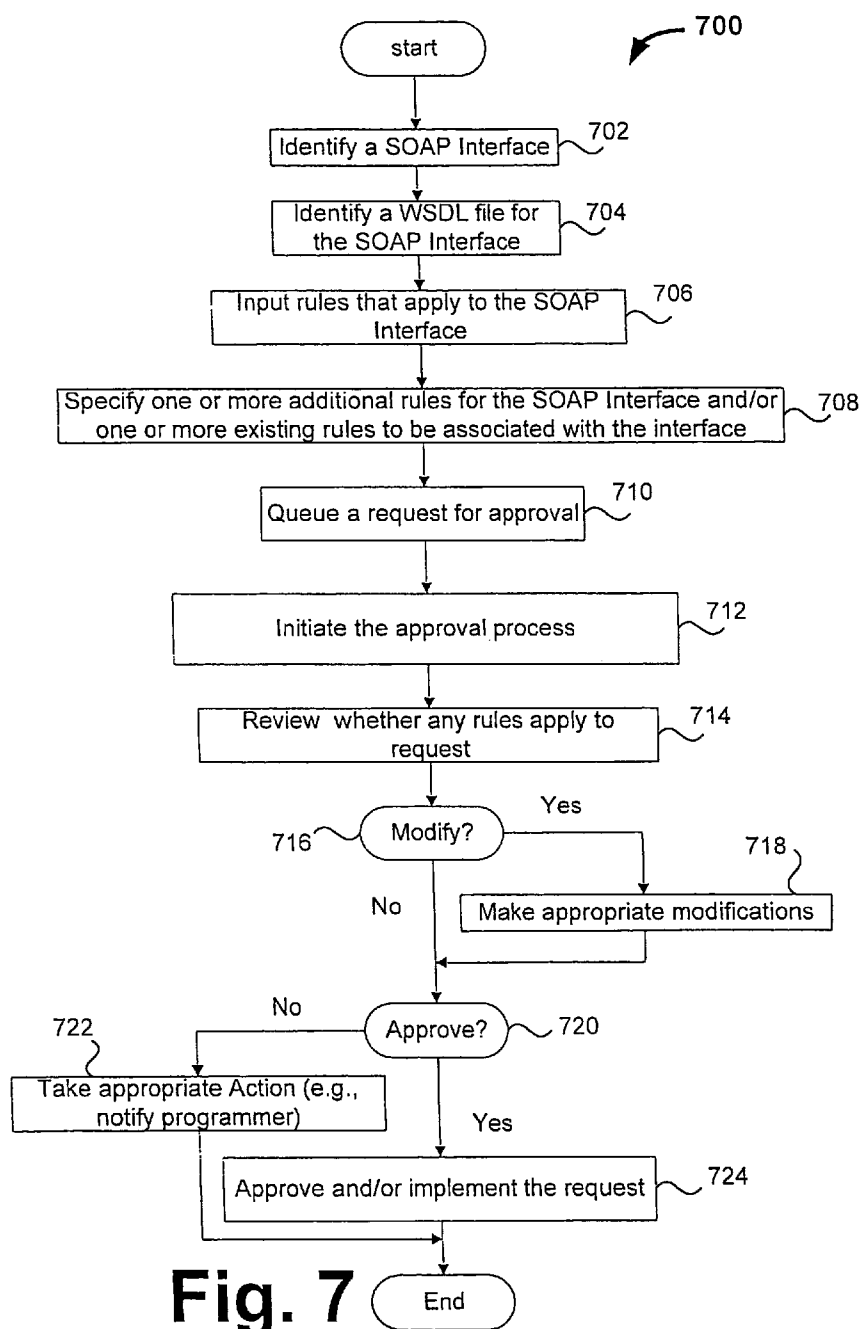 700
start
Identify a SOAP Interface
702
Identify a WSDL file for
the SOAP Interface
704
Input rules that apply to the SOAP
Interface
706
Specify one or more additional rules for the SOAP Interface and/or
one or more existing rules to be associated with the interface
708
Queue a request for approval
710
Initiate the approval process
712
Review whether any rules apply to
request
714
716
Modify?
Yes
No
718
Make appropriate modifications
No
Approve?
720
722
Take appropriate Action (e.g.,
notify programmer)
Yes
Approve and/or implement the request
724
Fig. 7
End